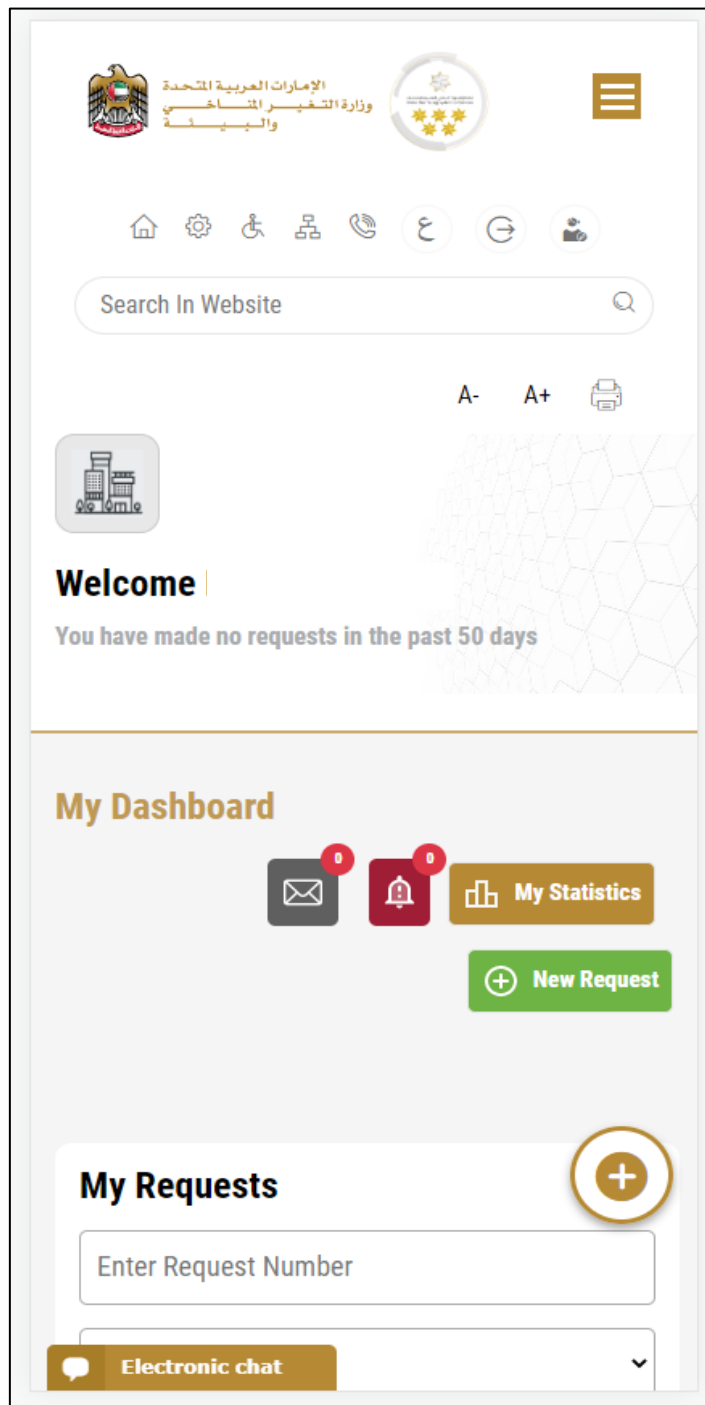 الإمارات العربية المتحدة
وزارة التغير المناخي
والبيئة
ع
Search In Website
A- A+
Welcome
You have made no requests in the past 50 days
My Dashboard
0 0
My Statistics
New Request
My Requests
Enter Request Number
Electronic chat